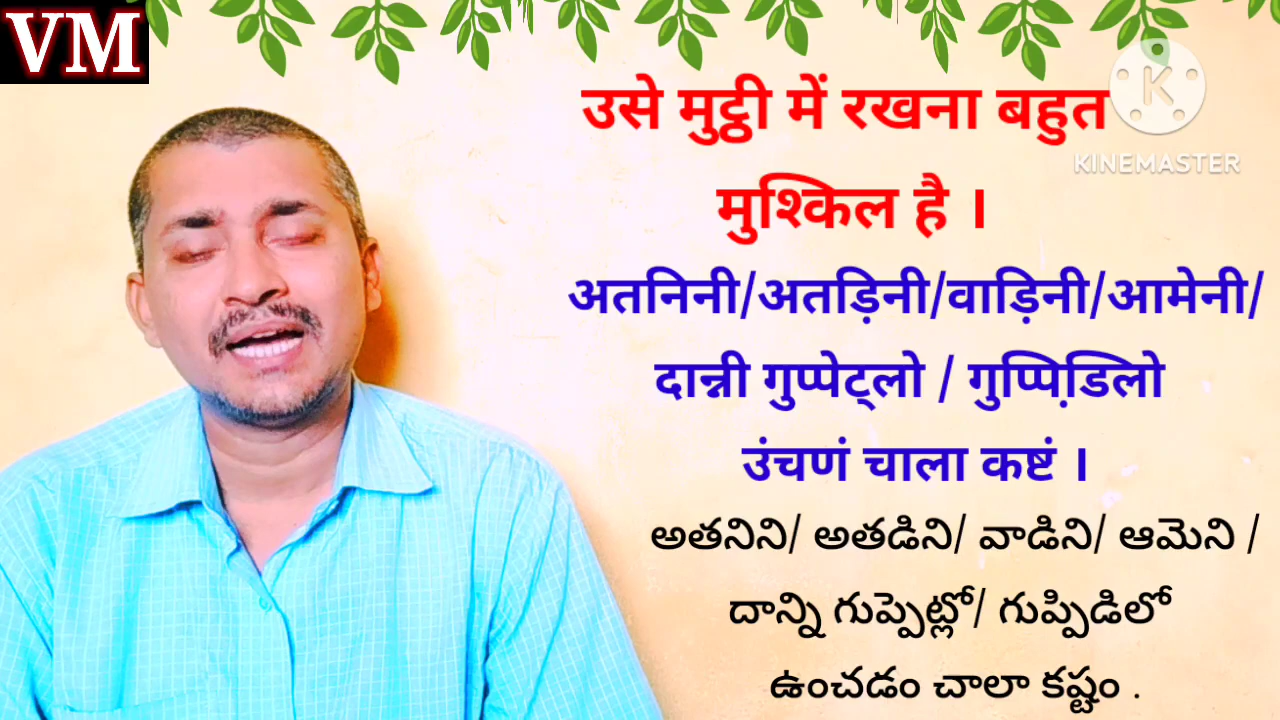 VM
उसे मुट्ठी में रखना बहुत
K
KINEMASTER
मुश्किल है ।
अतनिनी/अतड़िनी/वाड़िनी/आमेनी/
दान्नी गुप्पेट्लो / गुप्पिड़िलो
उंचणं चाला कष्टं ।
అతనిని/ అతడిని/ వాడిని/ ఆమెని /
దాన్ని గుప్పెట్లో/ గుప్పిడిలో
ఉంచడం చాలా కష్టం .